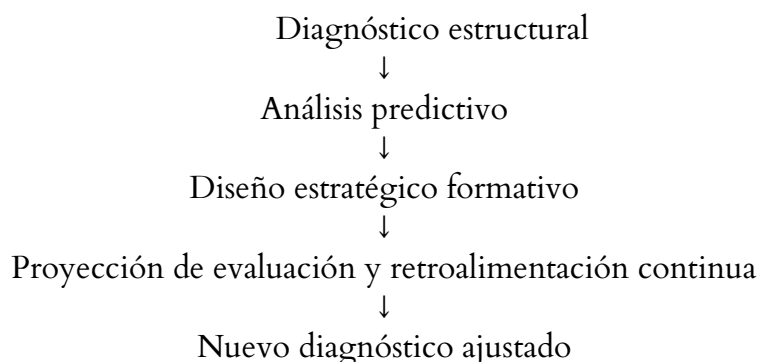 Diagnóstico estructural
↓
Análisis predictivo
↓
Diseño estratégico formativo
↓
Proyección de evaluación y retroalimentación continua
↓
Nuevo diagnóstico ajustado